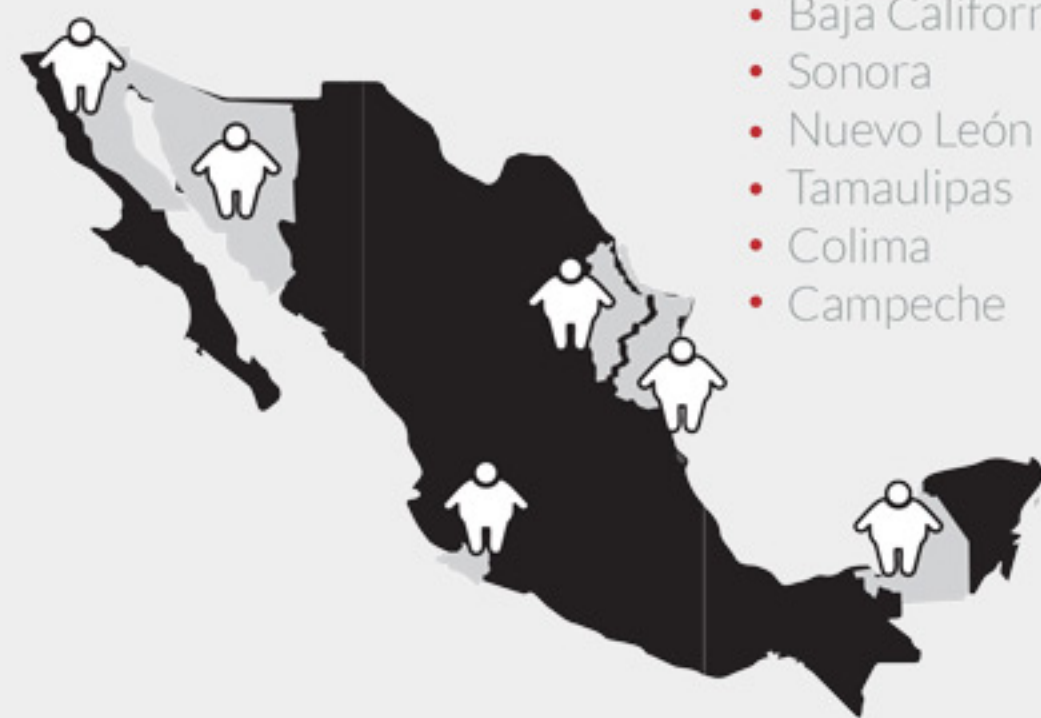 Baja Californ
Sonora
Nuevo León
Tamaulipas
Colima
Campeche